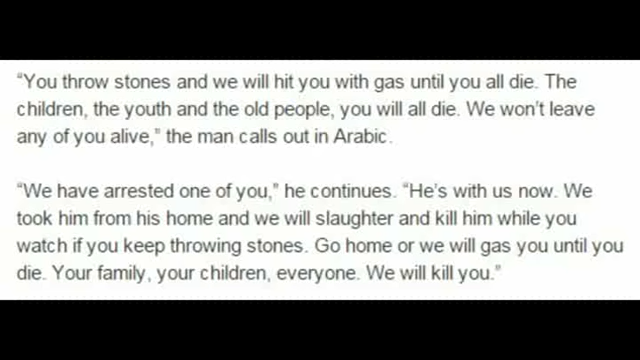 “You throw stones and we will hit you with gas until you all die. The
children, the youth and the old people, you will all die. We won’t leave
any of you alive,” the man calls out in Arabic.
“We have arrested one of you,” he continues. “He’s with us now. We
took him from his home and we will slaughter and kill him while you
watch if you keep throwing stones. Go home or we will gas you until you
die. Your family, your children, everyone. We will kill you.”